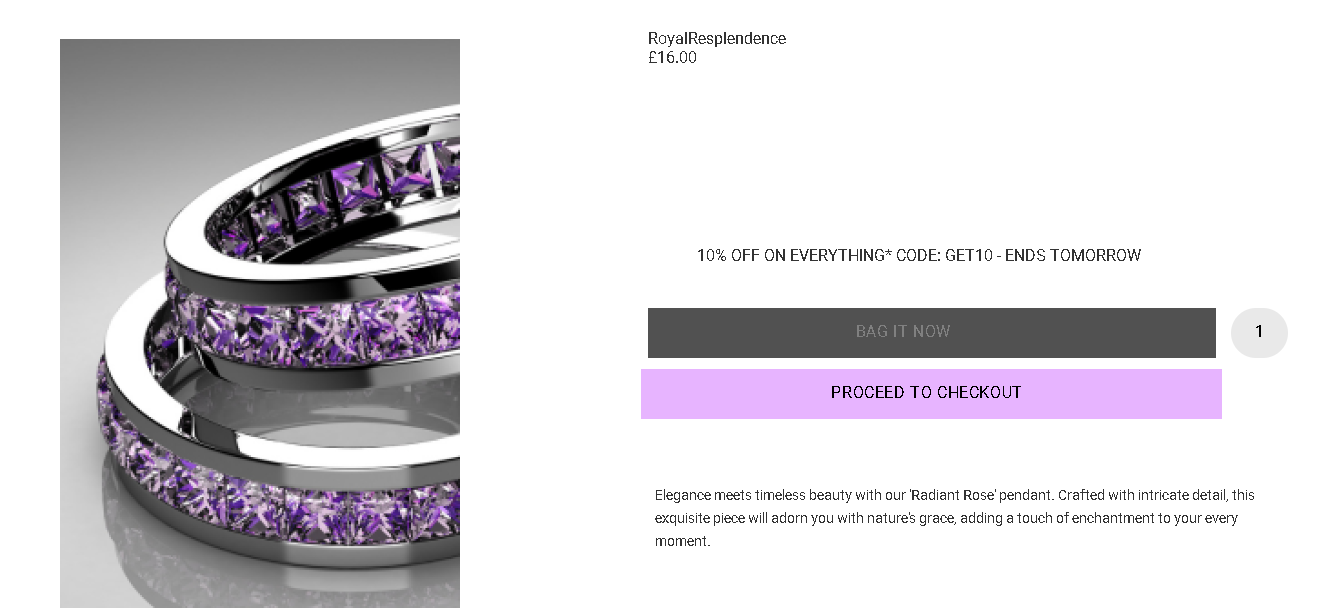 RoyalResplendence
£16.00
10% OFF ON EVERYTHING* CODE: GET10 - ENDS TOMORROW
BAG IT NOW
1
PROCEED TO CHECKOUT
Elegance meets timeless beauty with our 'Radiant Rose' pendant. Crafted with intricate detail, this
exquisite piece will adorn you with nature's grace, adding a touch of enchantment to your every
moment.